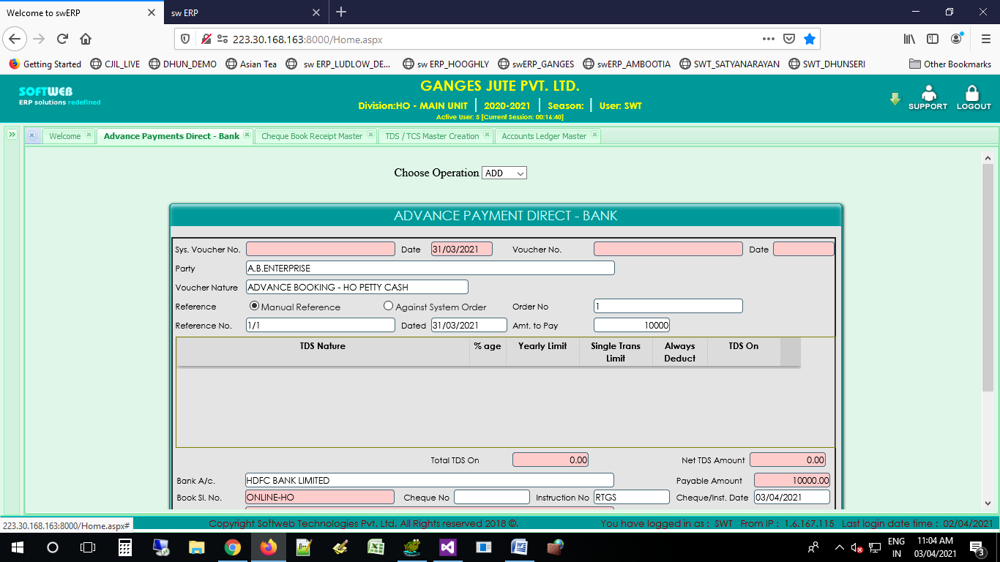 Welcome to swERP
sw ERP
223.30.168.163:8000/Home.aspx
Getting Started CJIL_LIVE DHUN_DEMO Asian Tea sw ERP_LUDLOW_DE... sw ERP_HOOGHLY swERP_GANGES swERP_AMBOOTIA SWT_SATYANARAYAN SWT_DHUNSERI Other Bookmarks
SOFTWEB
ERP solutions redefined
GANGES JUTE PVT. LTD.
Division:HO - MAIN UNIT 2020-2021 Season: User: SWT
Active User: 5 [Current Session: 00:16:40]
SUPPORT LOGOUT
Welcome Advance Payments Direct - Bank Cheque Book Receipt Master TDS / TCS Master Creation Accounts Ledger Master
Choose Operation ADD
ADVANCE PAYMENT DIRECT - BANK
Sys. Voucher No. Date 31/03/2021 Voucher No. Date
Party A.B.ENTERPRISE
Voucher Nature ADVANCE BOOKING - HO PETTY CASH
Reference Manual Reference Against System Order Order No 1
Reference No. 1/1 Dated 31/03/2021 Amt. to Pay 10000
TDS Nature % age Yearly Limit Single Trans Limit Always Deduct TDS On
Total TDS On 0.00 Net TDS Amount 0.00
Bank A/c. HDFC BANK LIMITED Payable Amount 10000.00
Book Sl. No. ONLINE-HO Cheque No Instruction No RTGS Cheque/Inst. Date 03/04/2021
223.30.168.163:8000/Home.aspx#
Copyright Softweb Technologies Pvt. Ltd. All Rights reserved 2018 ©. You have logged in as : SWT From IP : 1.6.167.115 Last login date time : 02/04/2021
ENG
IN
11:04 AM
03/04/2021
3